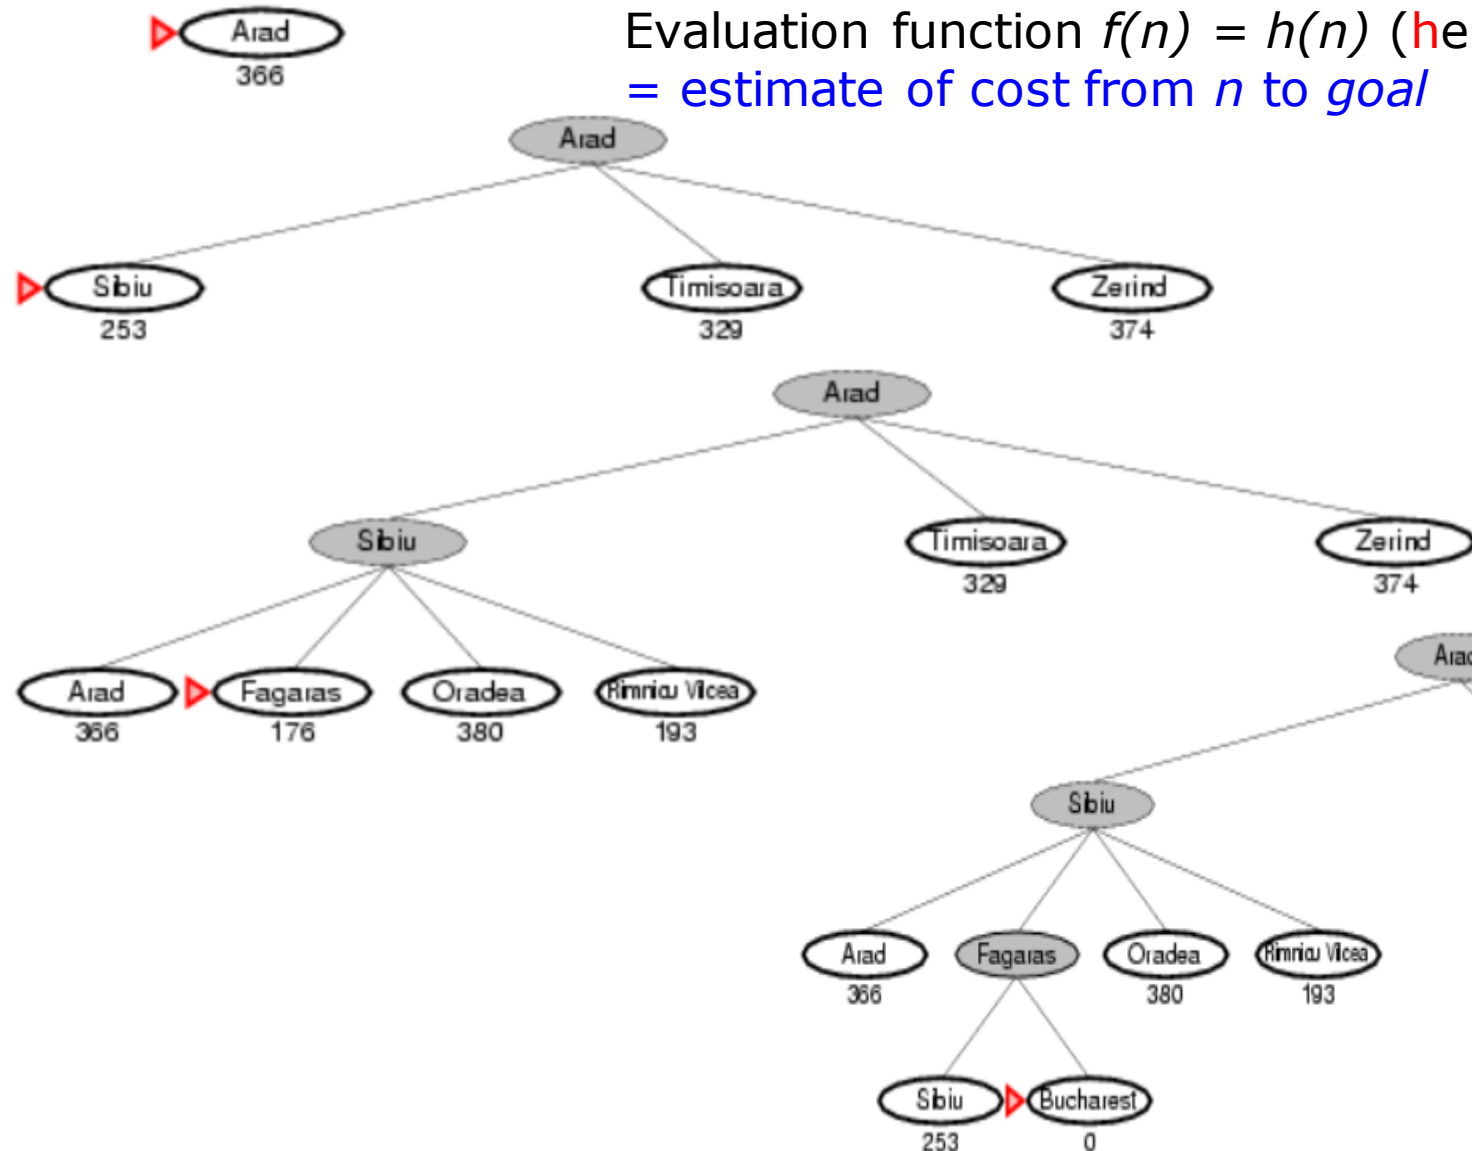 Arad
366
Evaluation function f(n) = h(n) (he
= estimate of cost from n to goal
Arad
Sibiu
253
Timisoara
329
Zerind
374
Arad
Sibiu
Timisoara
329
Zerind
374
Arad
366
Fagaras
176
Oradea
380
Rimnicu Vilcea
193
Arad
Sibiu
Arad
366
Fagaras
Oradea
380
Rimnicu Vilcea
193
Sibiu
253
Bucharest
0